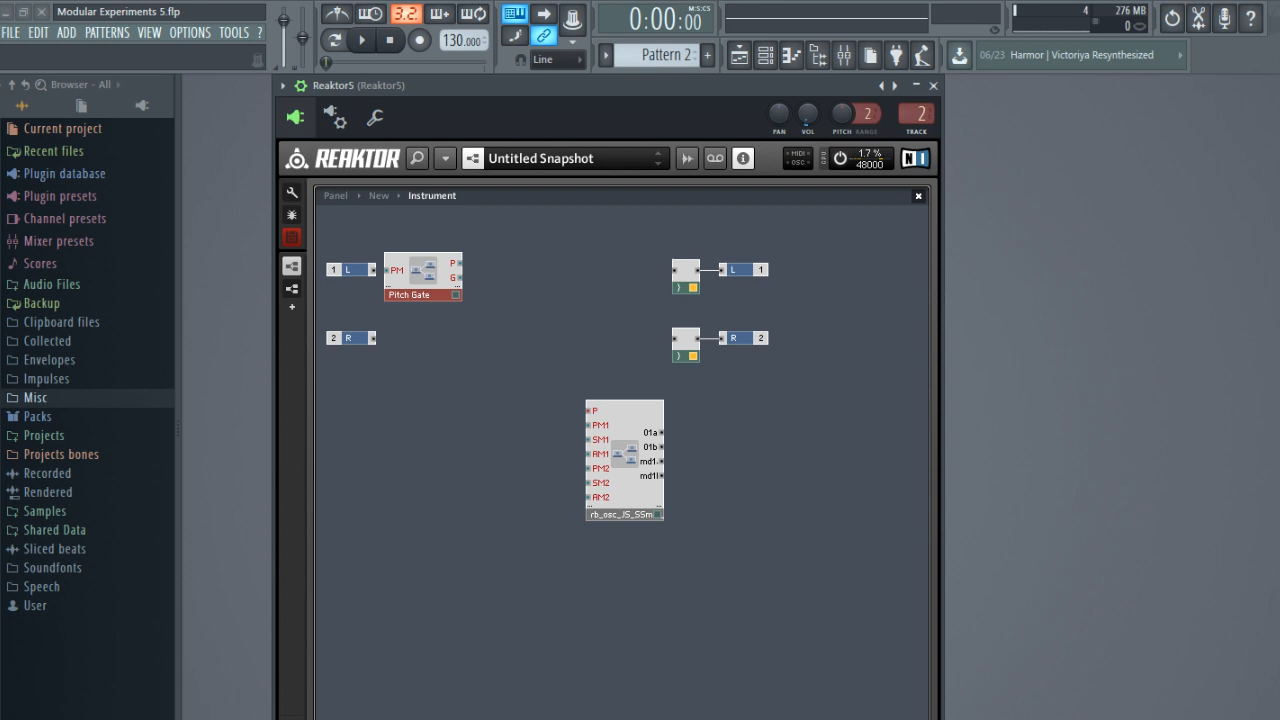 Modular Experiments 5.flp
FILE EDIT ADD PATTERNS VIEW OPTIONS TOOLS ?
3.2.
130.000
Line
0:00:00
M:S:CS
Pattern 2
+
4
276 MB
0
?
06/23 Harmor | Victoriya Resynthesized
Browser - All
Current project
Recent files
Plugin database
Plugin presets
Channel presets
Mixer presets
Scores
Audio Files
Backup
Clipboard files
Collected
Envelopes
Impulses
Misc
Packs
Projects
Projects bones
Recorded
Rendered
Samples
Shared Data
Sliced beats
Soundfonts
Speech
User
Reaktor5 (Reaktor5)
PAN VOL PITCH RANGE TRACK
2
2
REAKTOR
Untitled Snapshot
MIDI
OSC
1.7 %
48000
NI
Panel New Instrument
1 L
PM
P
G
Pitch Gate
L 1
2 R
R 2
P
PM1
SM1
AM1
PM2
SM2
AM2
01a
01b
md1.
md1l
rb_osc_JS_SSm